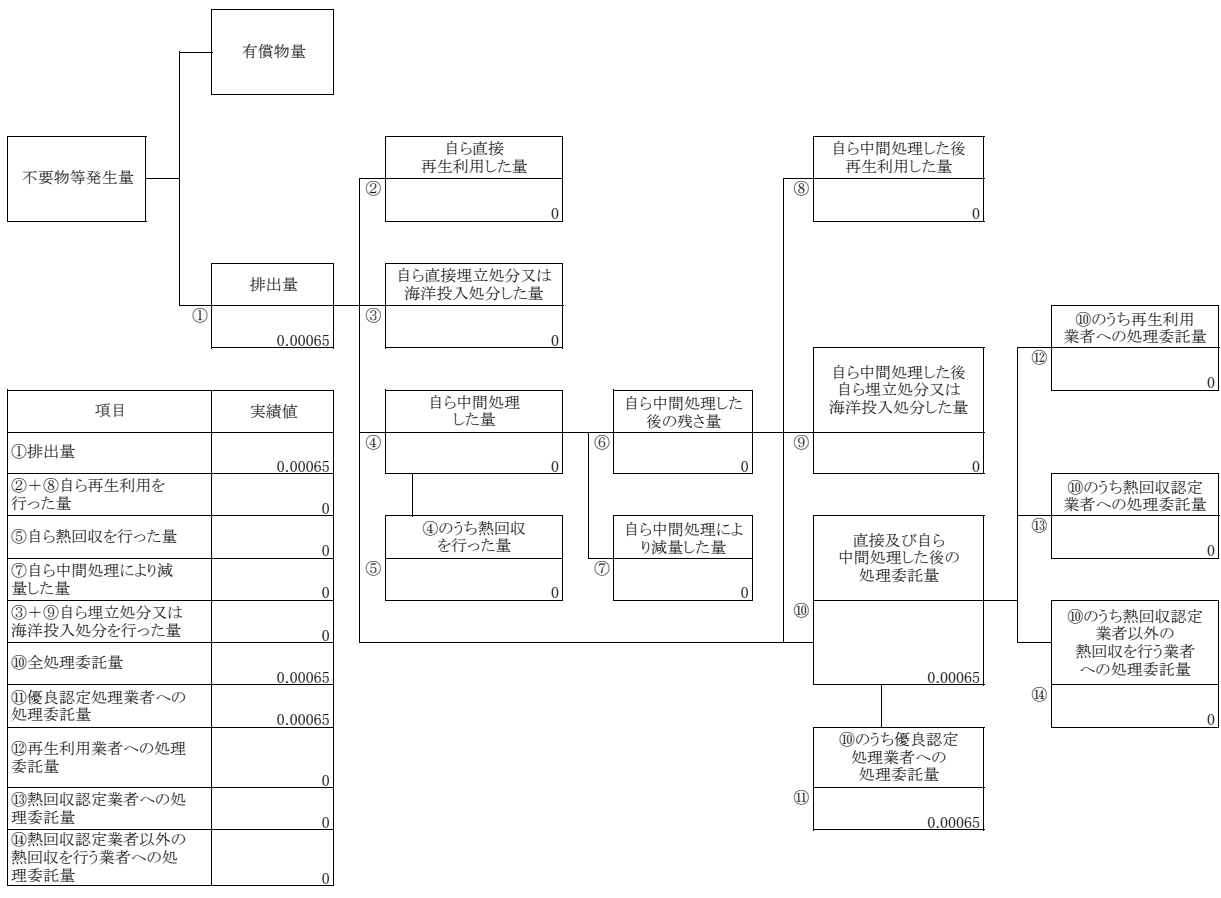 有償物量
不要物等発生量
自ら直接
再生利用した量
②
0
自ら中間処理した後
再生利用した量
⑧
0
排出量
①
0.00065
自ら直接埋立処分又は
海洋投入処分した量
③
0
⑩のうち再生利用
業者への処理委託量
⑫
0
自ら中間処理
した量
④
0
自ら中間処理した
後の残さ量
⑥
0
自ら中間処理した後
自ら埋立処分又は
海洋投入処分した量
⑨
0
⑩のうち熱回収認定
業者への処理委託量
⑬
0
④のうち熱回収
を行った量
⑤
0
自ら中間処理によ
り減量した量
⑦
0
直接及び自ら
中間処理した後の
処理委託量
⑩
0.00065
⑩のうち熱回収認定
業者以外の
熱回収を行う業者
への処理委託量
⑭
0
⑩のうち優良認定
処理業者への
処理委託量
⑪
0.00065
項目 実績値
①排出量
0.00065
②＋⑧自ら再生利用を
行った量
0
⑤自ら熱回収を行った量
0
⑦自ら中間処理により減
量した量
0
③＋⑨自ら埋立処分又は
海洋投入処分を行った量
0
⑩全処理委託量
0.00065
⑪優良認定処理業者への
処理委託量
0.00065
⑫再生利用業者への処理
委託量
0
⑬熱回収認定業者への処
理委託量
0
⑭熱回収認定業者以外の
熱回収を行う業者への処
理委託量
0